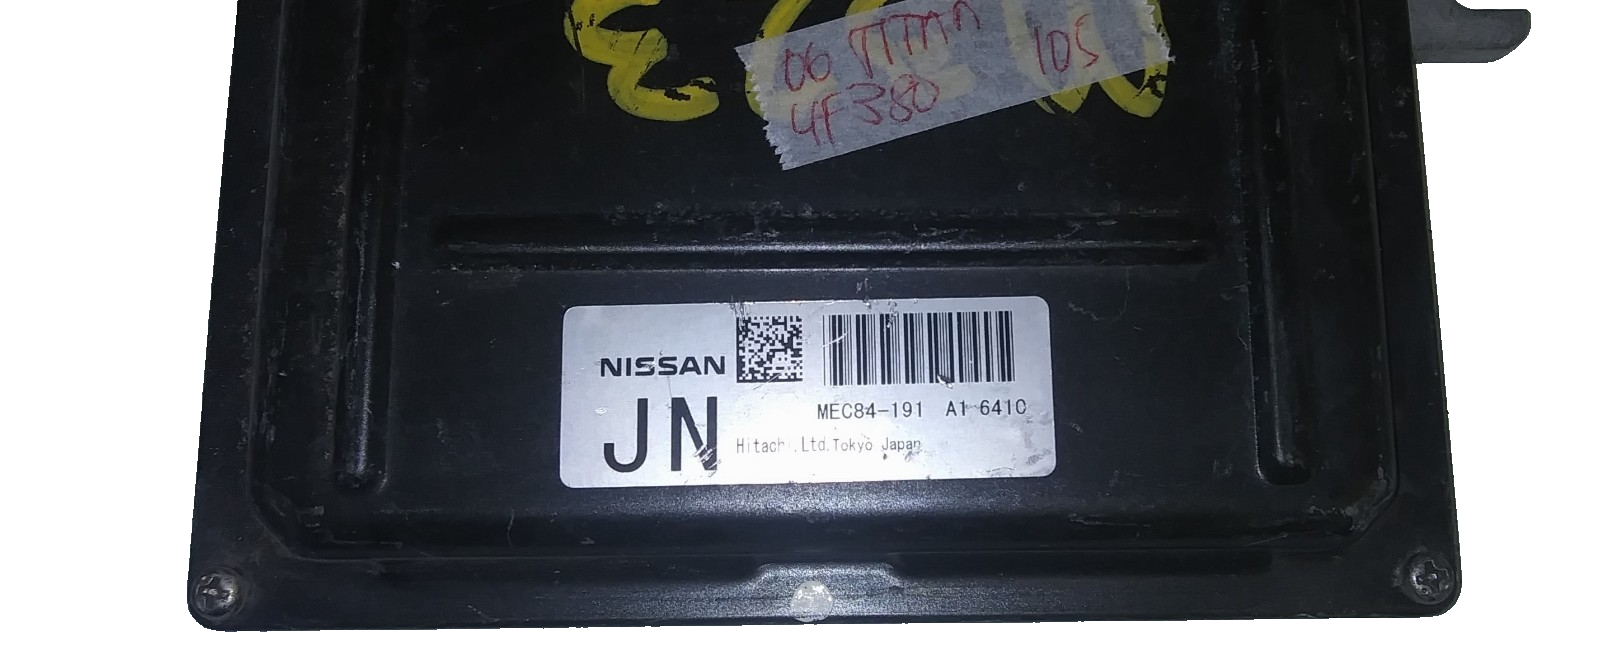 06 TITAN 105
4F380
NISSAN
MEC84-191 A1 6410
JN
Hitachi.Ltd.Tokyo Japan